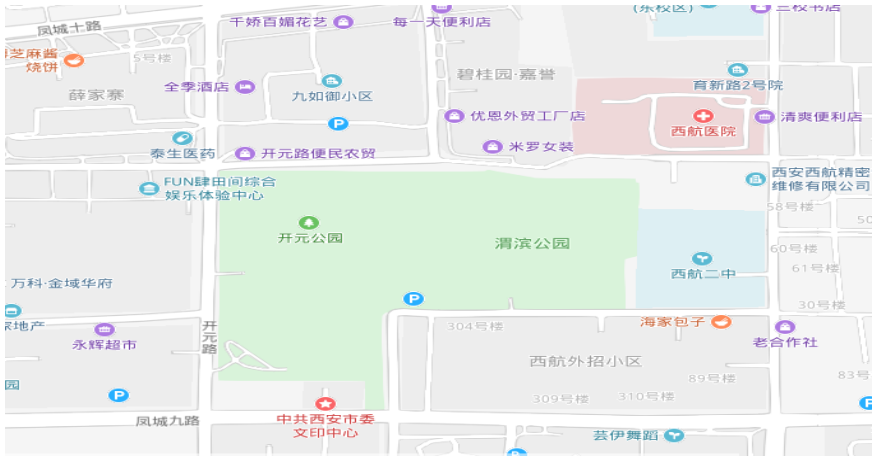 (东校区)
三校书店
凤城十路
千娇百媚花艺
每一天便利店
芝麻酱
烧饼
5号楼
碧桂园·嘉誉
育新路2号院
薛家寨
全季酒店
九如御小区
优恩外贸工厂店
西航医院
清爽便利店
泰生医药
开元路便民农贸
米罗女装
FUN肆田间综合
娱乐体验中心
西安西航精密
维修有限公司
58号楼
50
开元公园
渭滨公园
60号楼
万科·金域华府
西航二中
61号楼
30号楼
家地产
永辉超市
开元路
304号楼
海家包子
老合作社
西航外招小区
园
89号楼
83号
309号楼
310号楼
凤城九路
中共西安市委
文印中心
芸伊舞蹈
P
P
P
P
P